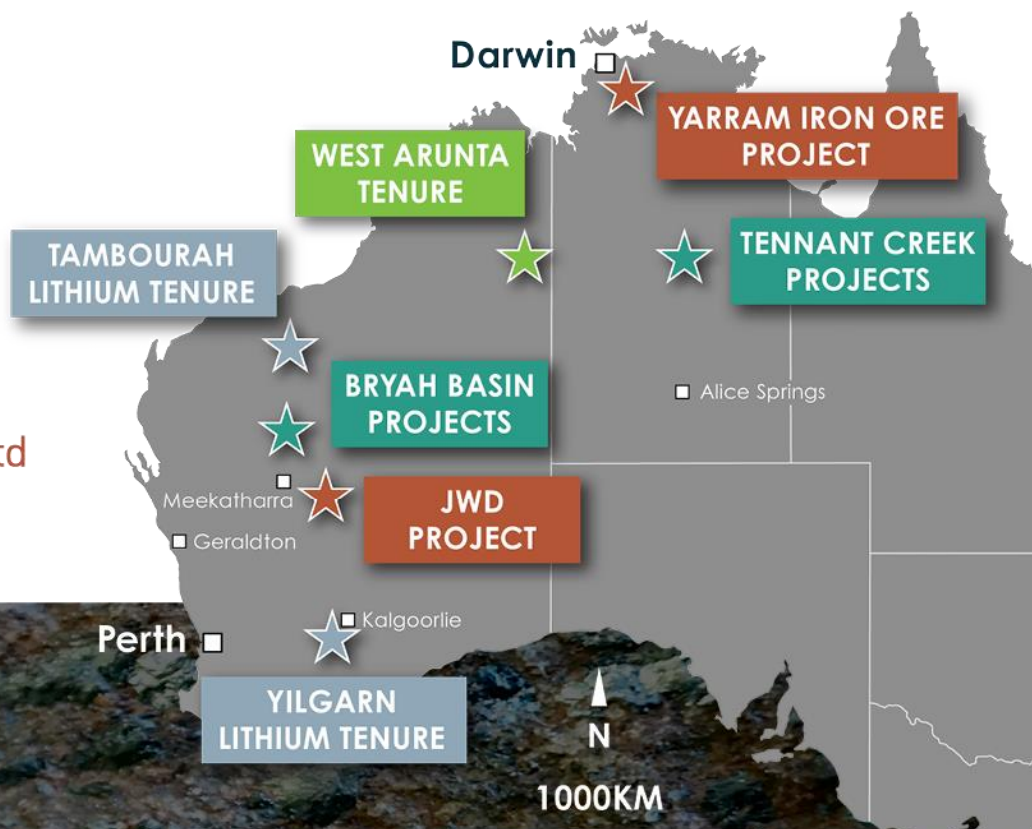 Darwin
YARRAM IRON ORE
PROJECT
WEST ARUNTA
TENURE
TAMBOURAH
LITHIUM TENURE
TENNANT CREEK
PROJECTS
BRYAH BASIN
PROJECTS
Alice Springs
td
Meekatharra
JWD
PROJECT
Geraldton
Kalgoorlie
Perth
YILGARN
LITHIUM TENURE
N
1000KM